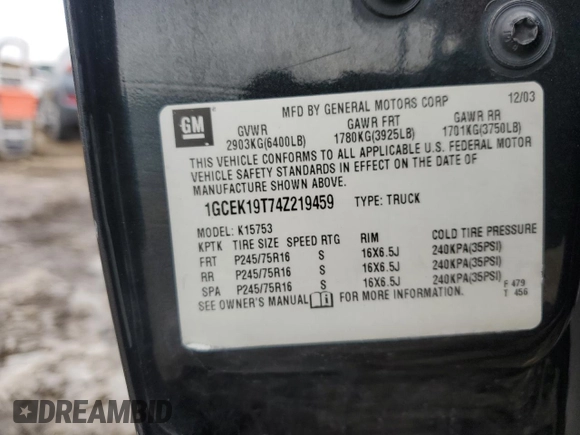 GM
MFD BY GENERAL MOTORS CORP 12/03
GVWR GAWR FRT GAWR RR
2903KG(6400LB) 1780KG(3925LB) 1701KG(3750LB)
THIS VEHICLE CONFORMS TO ALL APPLICABLE U.S. FEDERAL MOTOR
VEHICLE SAFETY STANDARDS IN EFFECT ON THE DATE OF
MANUFACTURE SHOWN ABOVE.
1GCEK19T74Z219459 TYPE: TRUCK
MODEL: K15753
KPTK TIRE SIZE SPEED RTG RIM COLD TIRE PRESSURE
FRT P245/75R16 S 16X6.5J 240KPA(35PSI)
RR P245/75R16 S 16X6.5J 240KPA(35PSI)
SPA P245/75R16 S 16X6.5J 240KPA(35PSI)
SEE OWNER'S MANUAL i FOR MORE INFORMATION.
F 479
T 456
DREAMBID